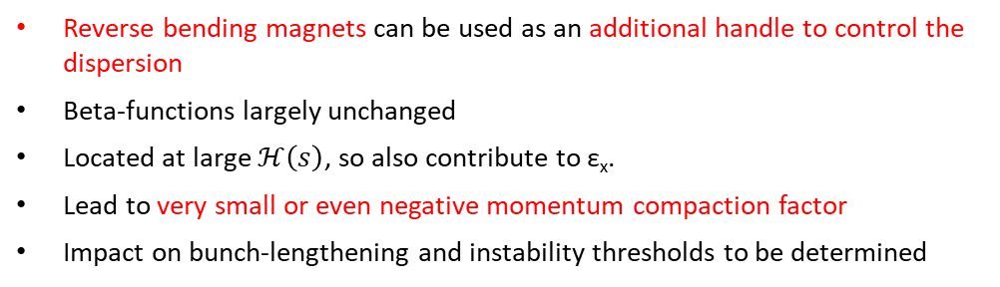 • Reverse bending magnets can be used as an additional handle to control the
dispersion
• Beta-functions largely unchanged
• Located at large ℋ(s), so also contribute to εₓ.
• Lead to very small or even negative momentum compaction factor
• Impact on bunch-lengthening and instability thresholds to be determined